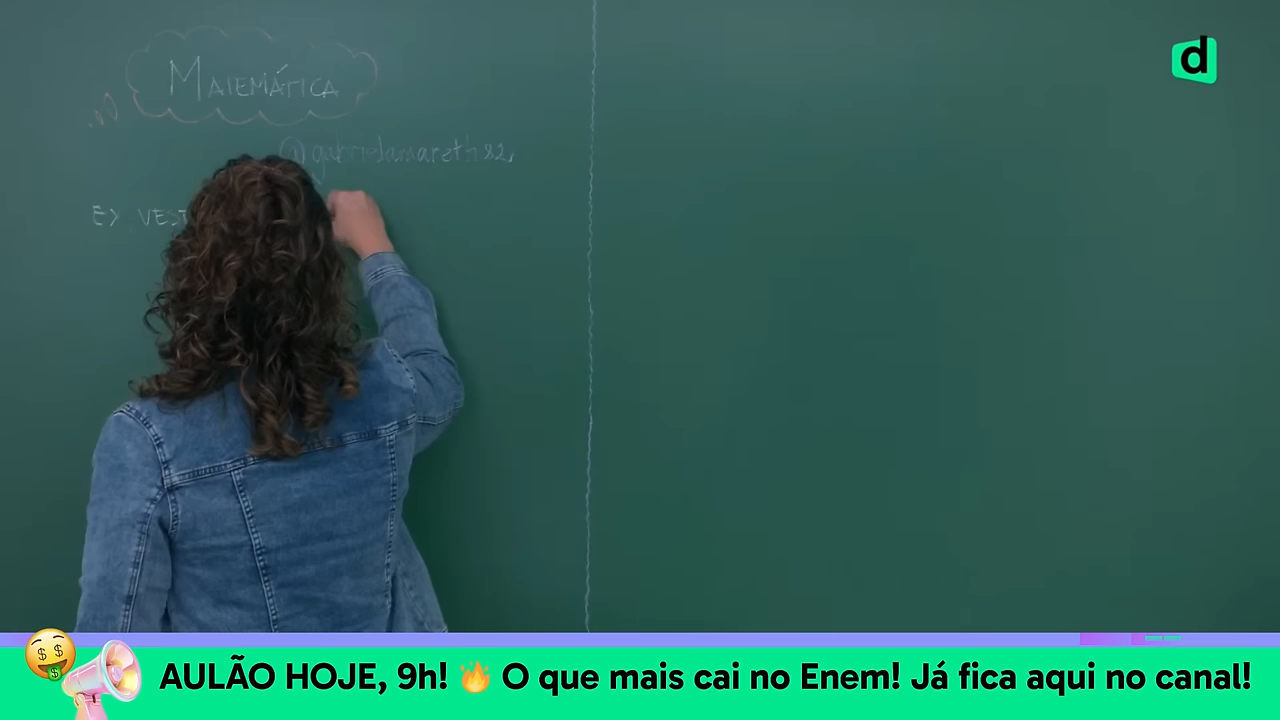 MATEMÁTICA
d
EX VEST
AULÃO HOJE, 9h! 🔥 O que mais cai no Enem! Já fica aqui no canal!